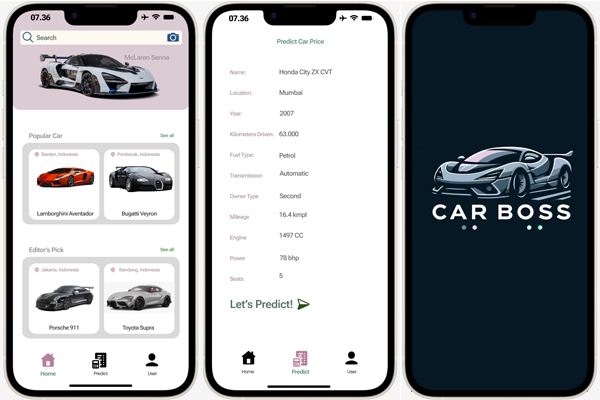 07.36
Search
McLaren Senna
Popular Car
See all
Banten, Indonesia
Pontianak, Indonesia
Lamborghini Aventador
Bugatti Veyron
Editor's Pick
See all
Jakarta, Indonesia
Bandung, Indonesia
Porsche 911
Toyota Supra
Home
Predict
User
07.36
Predict Car Price
Name: Honda City ZX CVT
Location: Mumbai
Year: 2007
Kilometers Driven: 63.000
Fuel Type: Petrol
Transmission Automatic
Owner Type Second
Mileage 16.4 kmpl
Engine 1497 CC
Power 78 bhp
Seats 5
Let's Predict!
Home
Predict
User
CAR BOSS